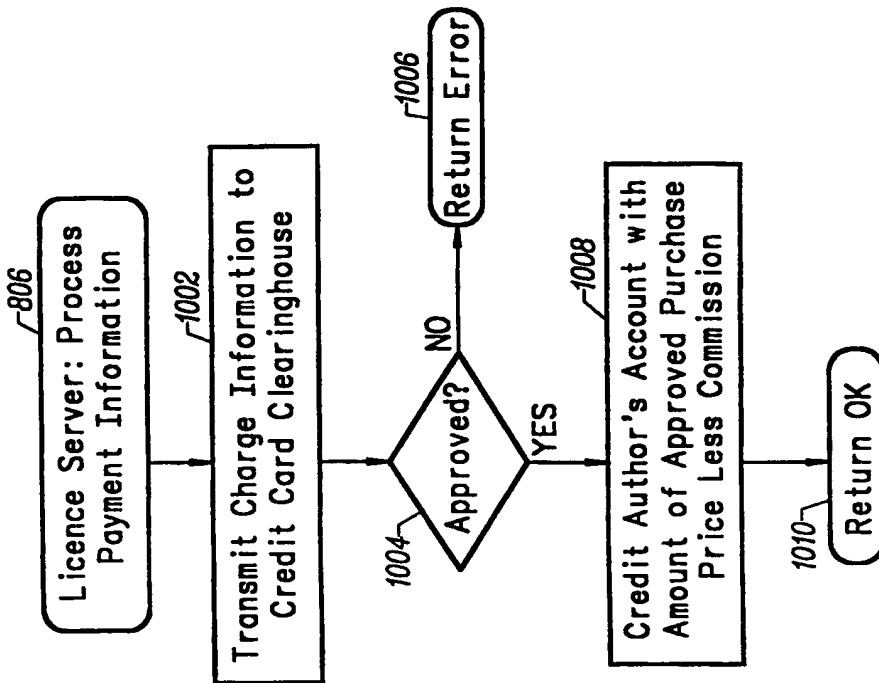 806
Licence Server: Process
Payment Information
1002
Transmit Charge Information to
Credit Card Clearinghouse
1004
Approved?
NO
1006
Return Error
YES
1008
Credit Author's Account with
Amount of Approved Purchase
Price Less Commission
1010
Return OK